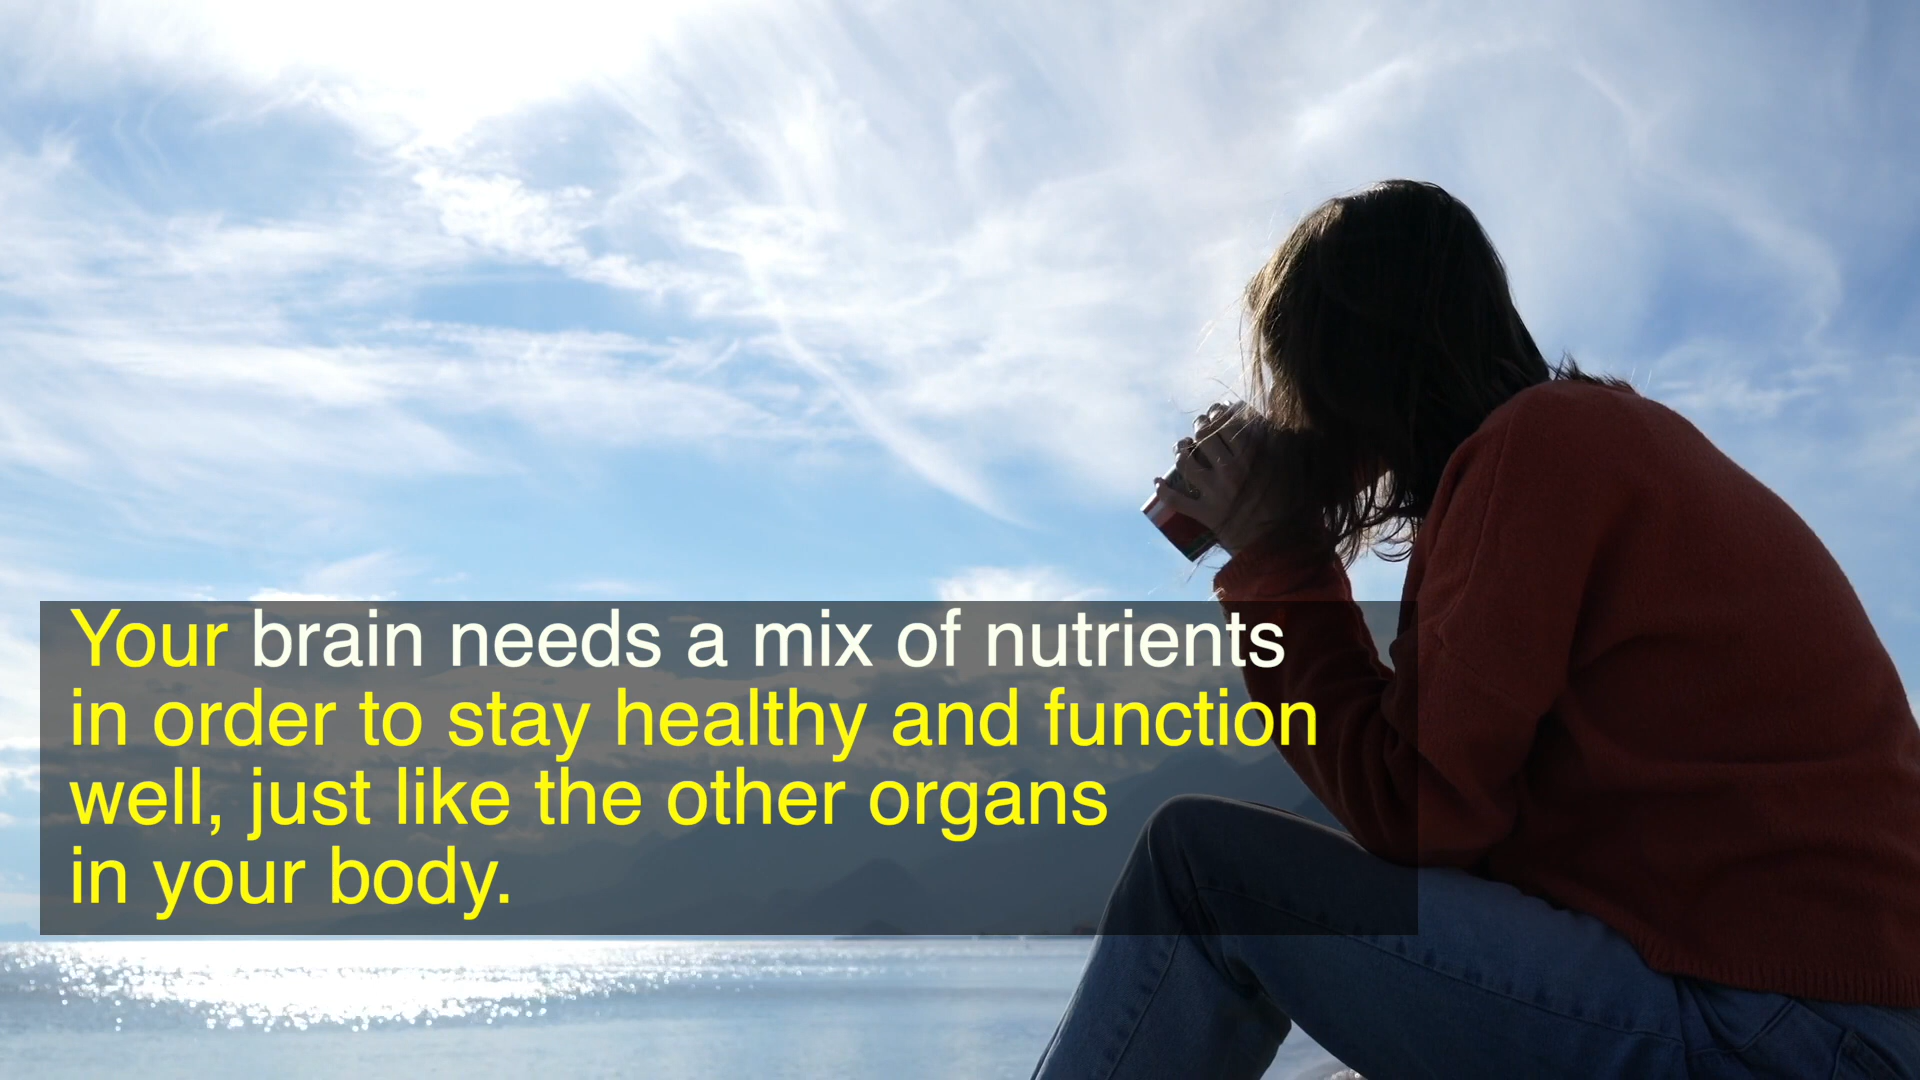 Your brain needs a mix of nutrients
in order to stay healthy and function
well, just like the other organs
in your body.